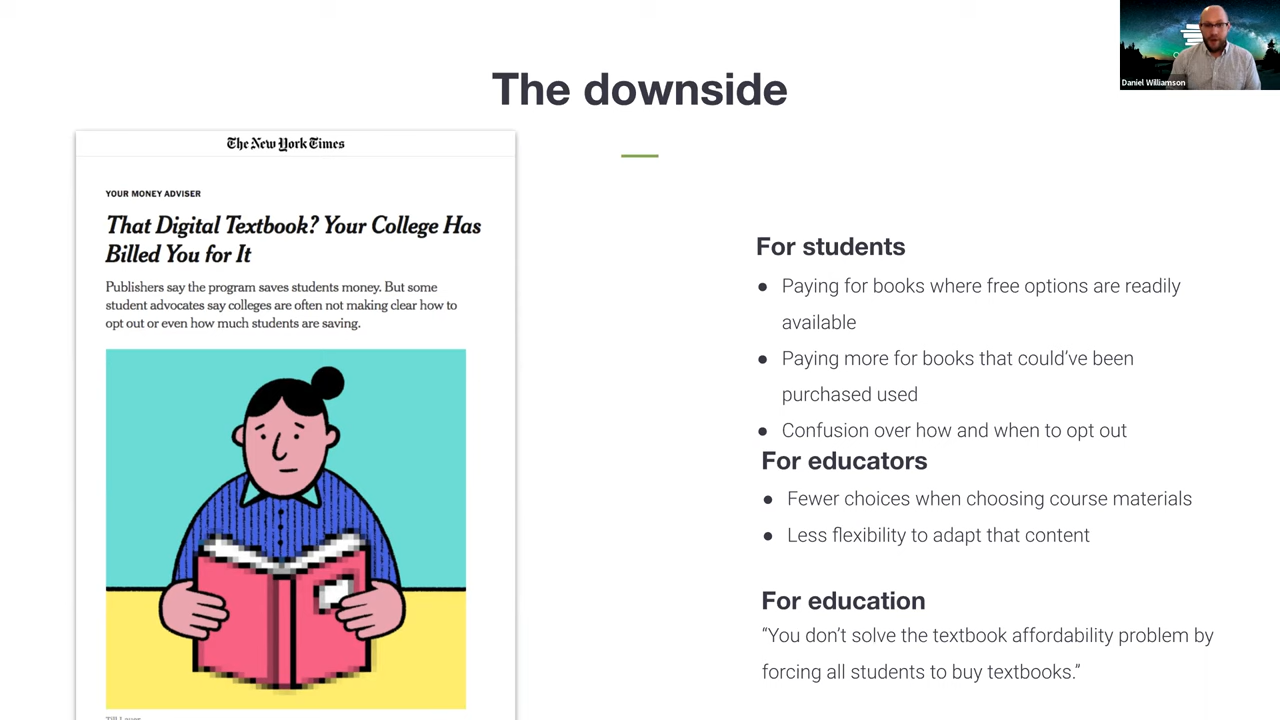 The downside
Daniel Williamson
The New York Times
YOUR MONEY ADVISER
That Digital Textbook? Your College Has
Billed You for It
Publishers say the program saves students money. But some
student advocates say colleges are often not making clear how to
opt out or even how much students are saving.
For students
● Paying for books where free options are readily
available
● Paying more for books that could’ve been
purchased used
● Confusion over how and when to opt out
For educators
● Fewer choices when choosing course materials
● Less flexibility to adapt that content
For education
“You don’t solve the textbook affordability problem by
forcing all students to buy textbooks.”